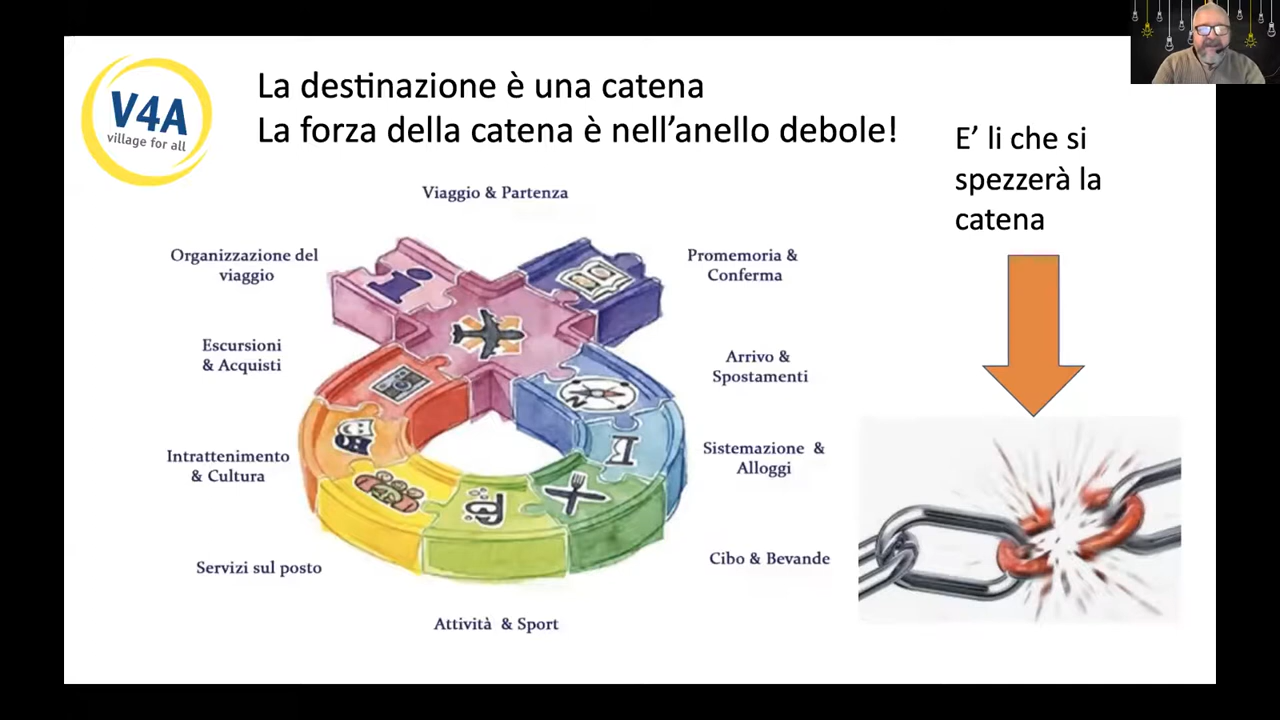 V4A
village for all
La destinazione è una catena
La forza della catena è nell'anello debole!
E' li che si
spezzerà la
catena
Viaggio & Partenza
Organizzazione del
viaggio
Promemoria &
Conferma
Escursioni
& Acquisti
Arrivo &
Spostamenti
Intrattenimento
& Cultura
Sistemazione &
Alloggi
Servizi sul posto
Cibo & Bevande
Attività & Sport